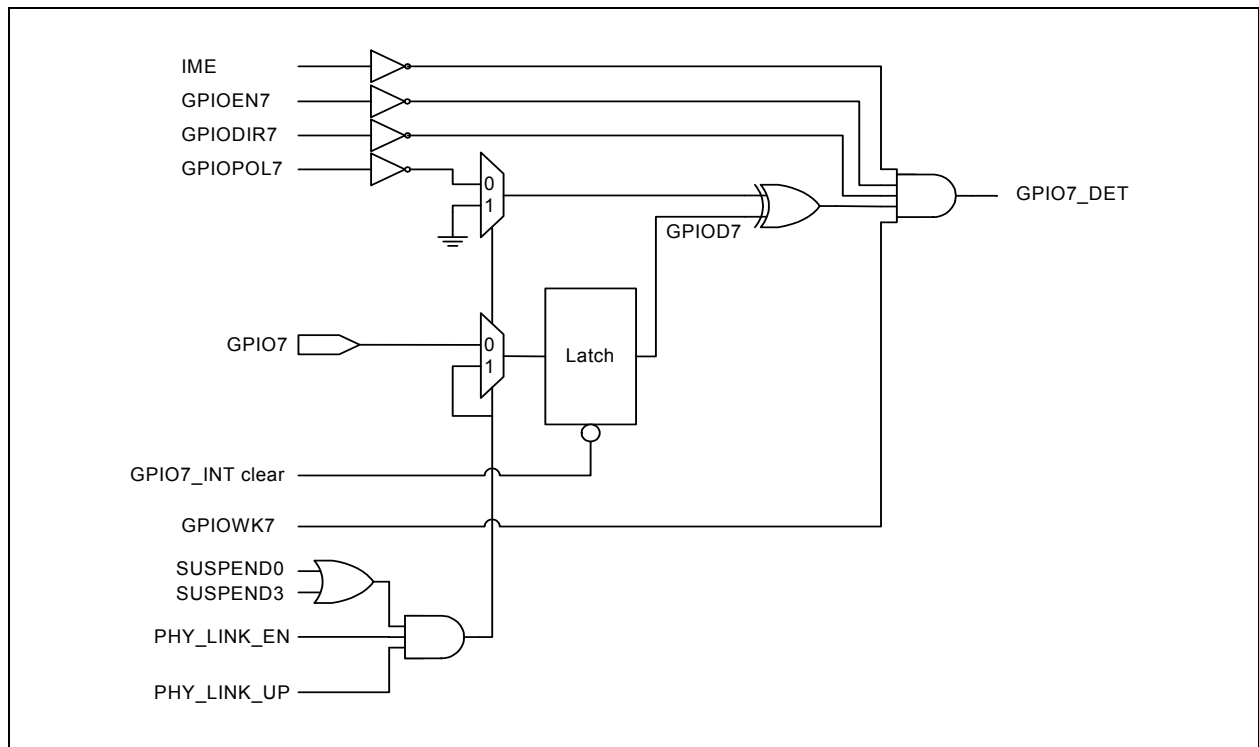 IME
GPIOEN7
GPIODIR7
GPIOPOL7
0
1
GPIO7_DET
GPIOD7
GPIO7
0
1
Latch
GPIO7_INT clear
GPIOWK7
SUSPEND0
SUSPEND3
PHY_LINK_EN
PHY_LINK_UP